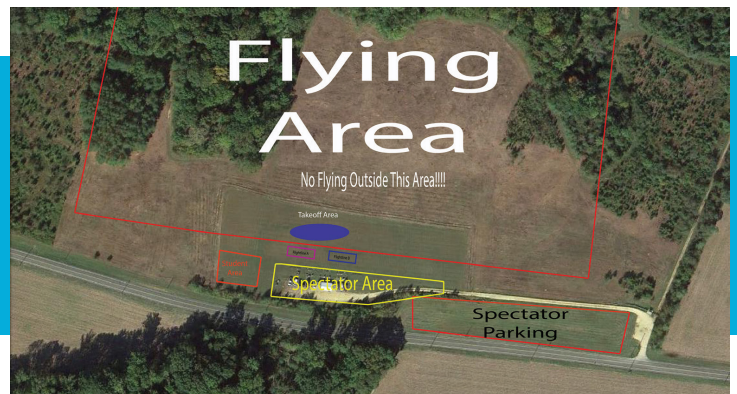 Flying
Area
No Flying Outside This Area!!!!
Takeoff Area
Spectator Area
Spectator
Parking